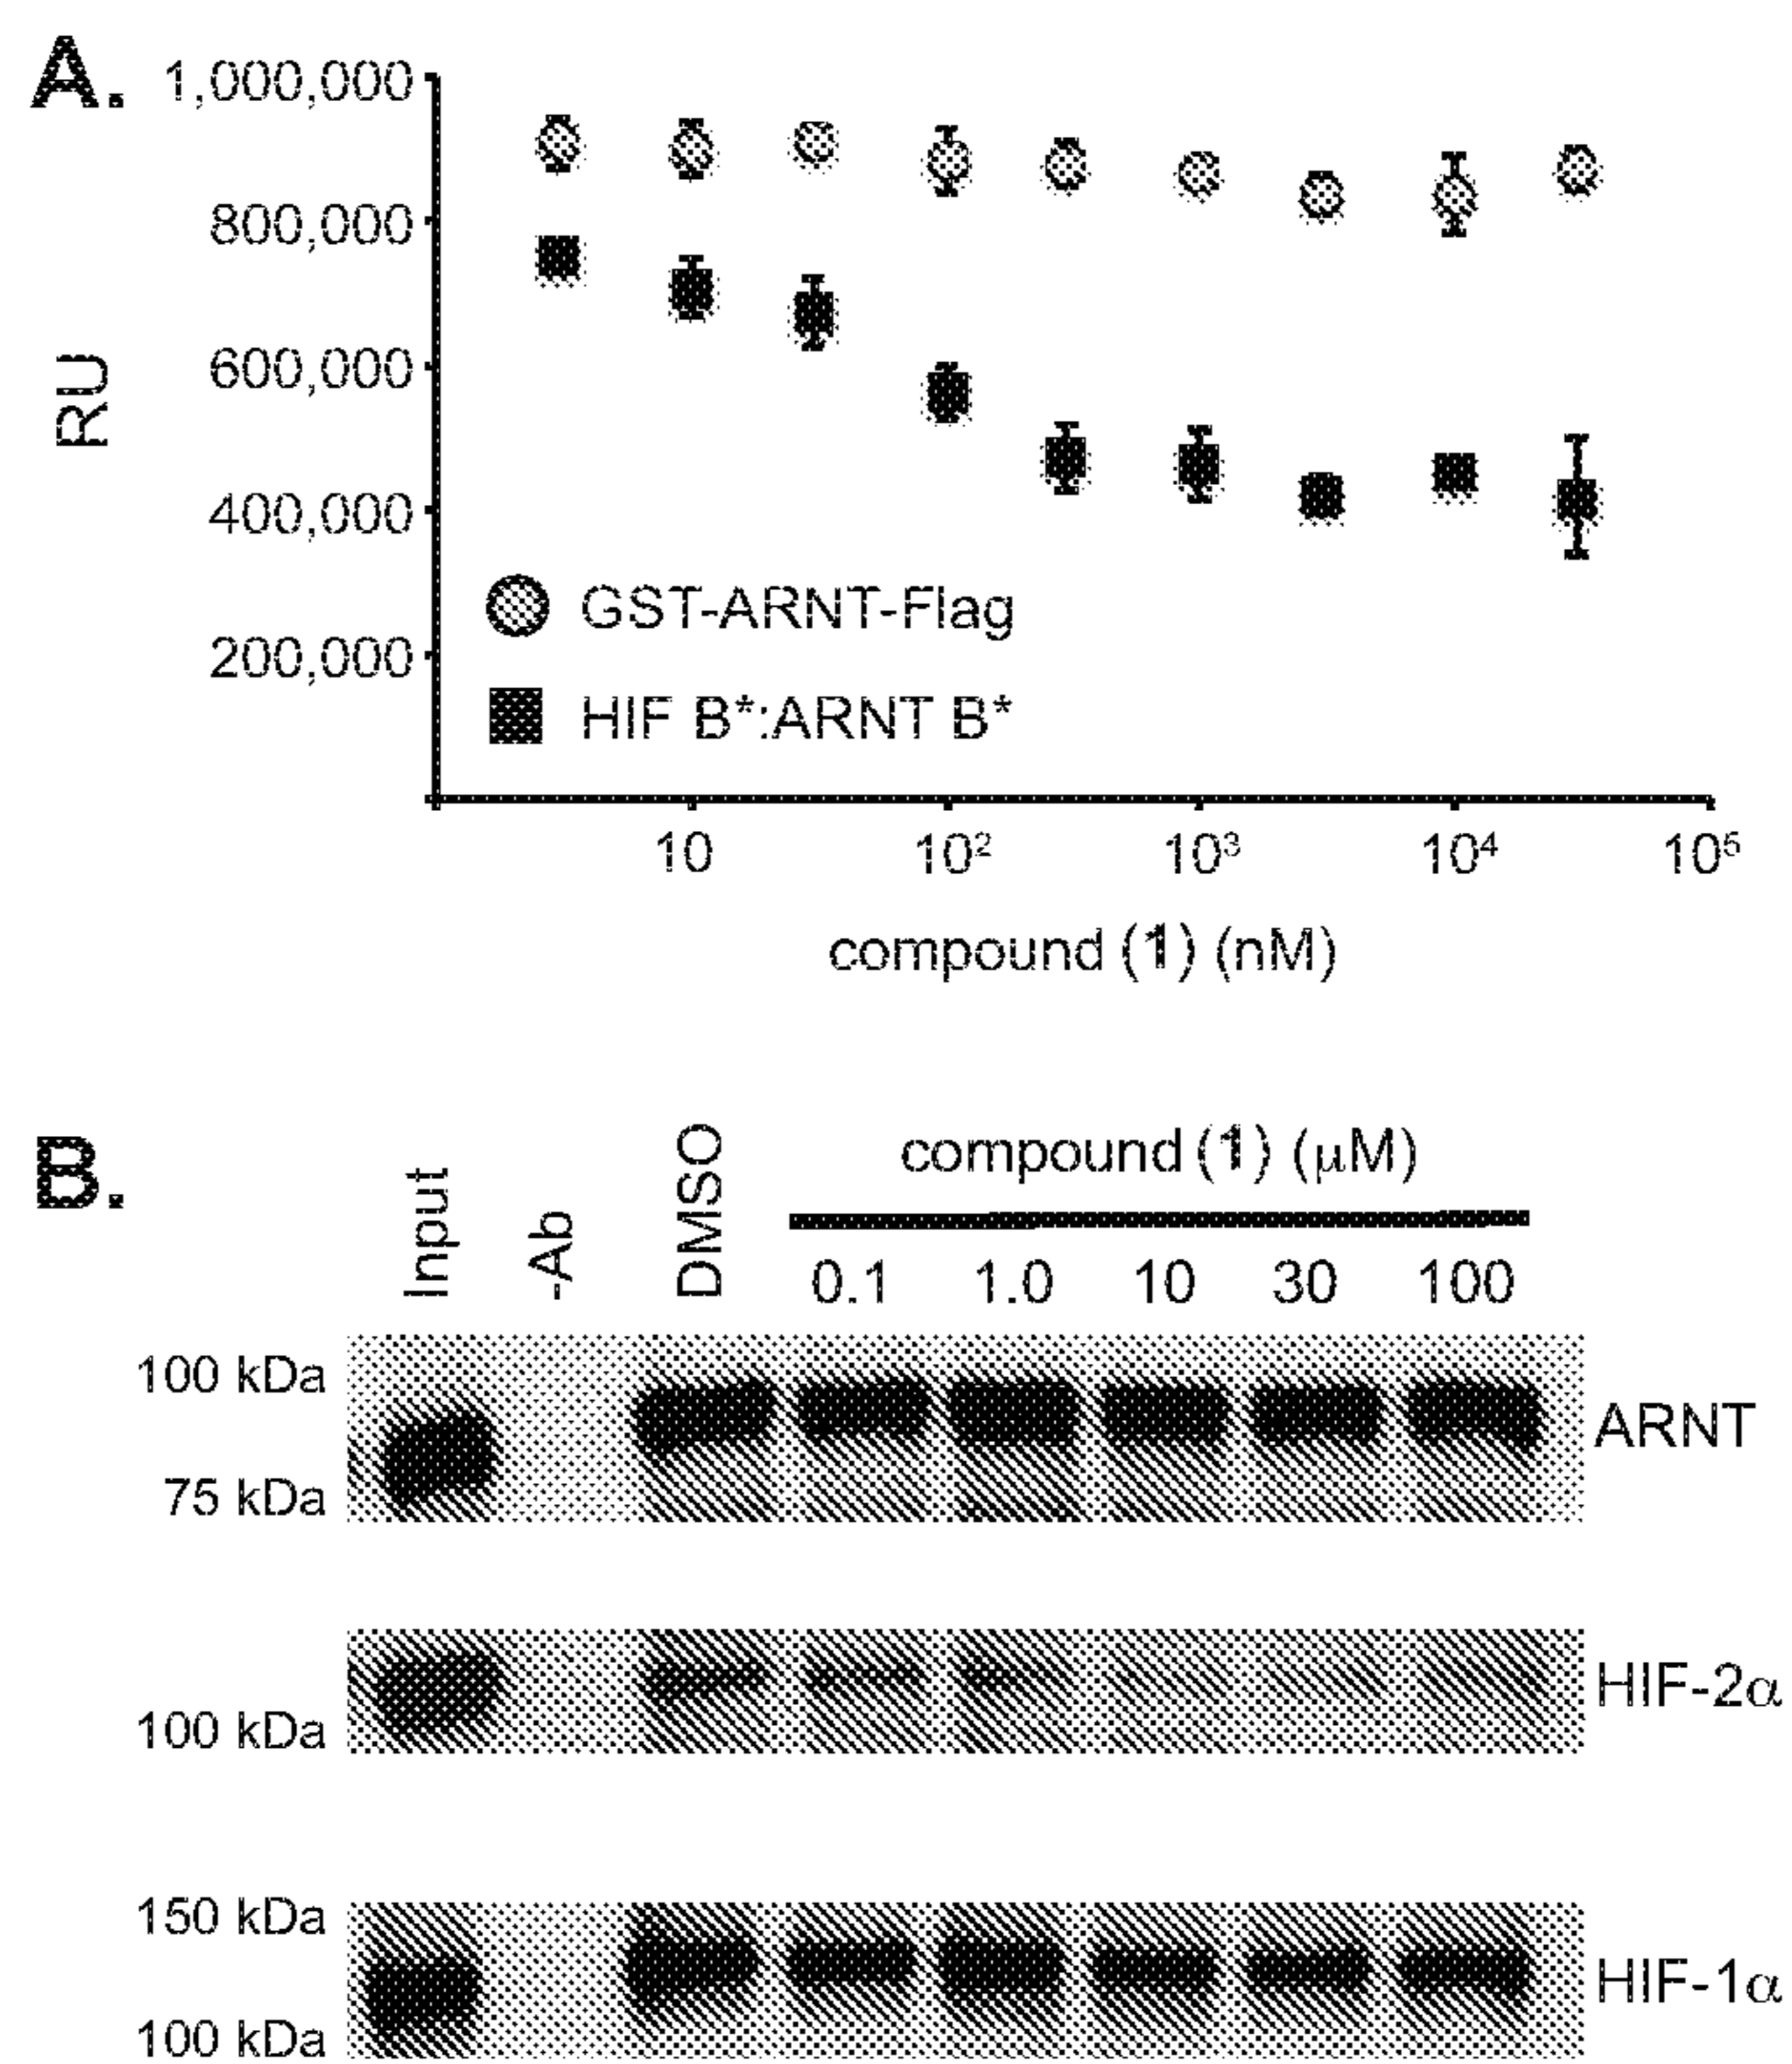 A.
1,000,000
800,000
600,000
400,000
200,000
RU
GST-ARNT-Flag
HIF B*:ARNT B*
10 10² 10³ 10⁴ 10⁵
compound (1) (nM)
B.
Input -Ab DMSO
compound (1) (μM)
0.1 1.0 10 30 100
100 kDa
75 kDa
ARNT
100 kDa
HIF-2α
150 kDa
100 kDa
HIF-1α